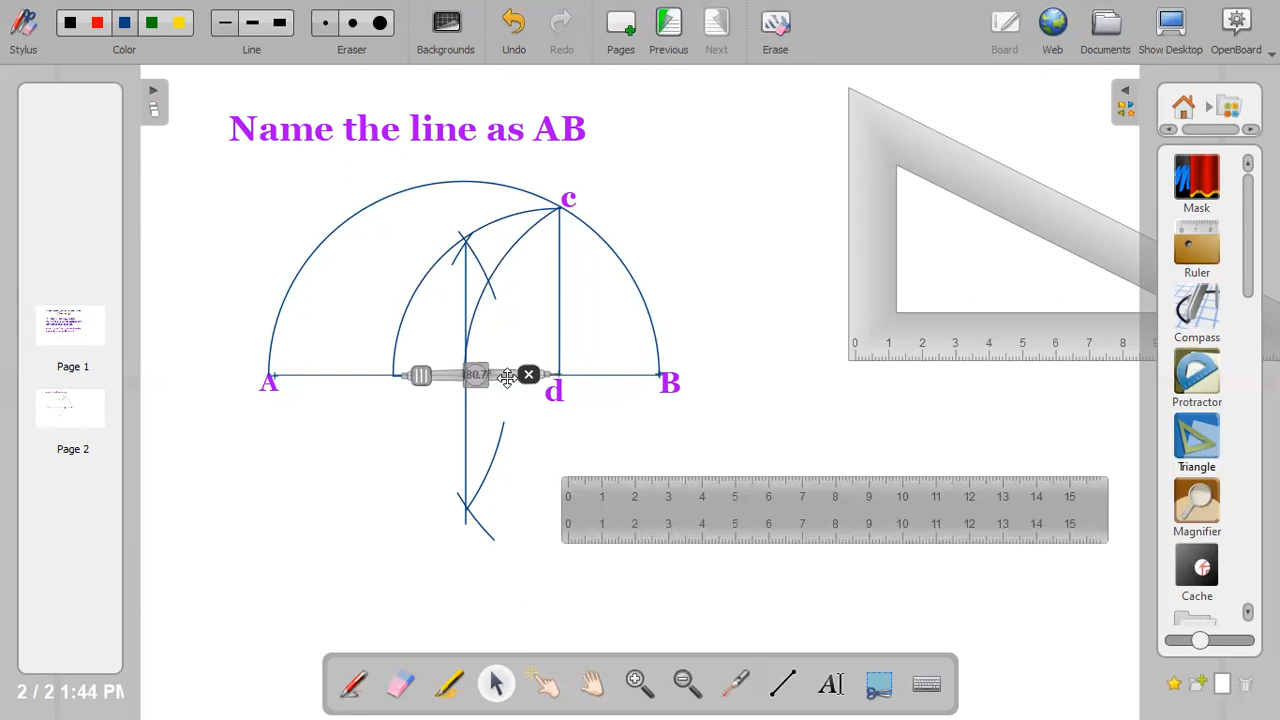 Stylus
Color
Line
Eraser
Backgrounds
Undo
Redo
Pages
Previous
Next
Erase
Board
Web
Documents
Show Desktop
OpenBoard
Name the line as AB
c
A
d
B
0 1 2 3 4 5 6 7 8
0 1 2 3 4 5 6 7 8 9 10 11 12 13 14 15
0 1 2 3 4 5 6 7 8 9 10 11 12 13 14 15
Page 1
Page 2
2 / 2 1:44 PM
Mask
0 1 2
Ruler
Compass
Protractor
Triangle
Magnifier
Cache
AI